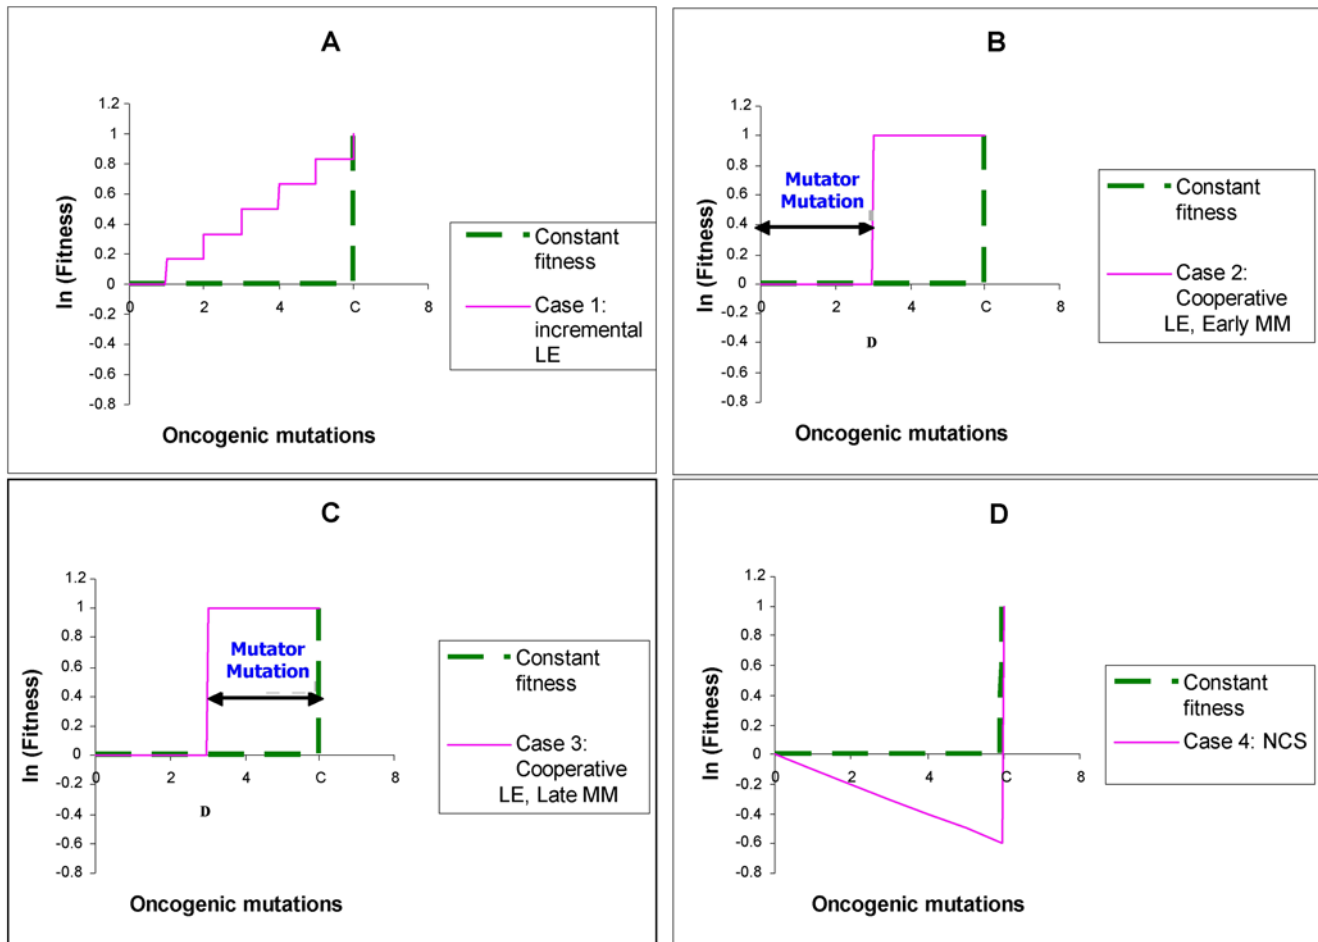 A
1.2
1
0.8
0.6
0.4
0.2
0
-0.2
-0.4
-0.6
-0.8
0 2 4 C 8
ln (Fitness)
Oncogenic mutations
Constant
fitness
Case 1:
incremental
LE
B
1.2
1
0.8
0.6
0.4
0.2
0
-0.2
-0.4
-0.6
-0.8
0 2 4 C 8
ln (Fitness)
Mutator
Mutation
D
Oncogenic mutations
Constant
fitness
Case 2:
Cooperative
LE, Early MM
C
1.2
1
0.8
0.6
0.4
0.2
0
-0.2
-0.4
-0.6
-0.8
0 2 4 C 8
ln (Fitness)
Mutator
Mutation
D
Oncogenic mutations
Constant
fitness
Case 3:
Cooperative
LE, Late MM
D
1.2
1
0.8
0.6
0.4
0.2
0
-0.2
-0.4
-0.6
-0.8
0 2 4 C 8
ln (Fitness)
Oncogenic mutations
Constant
fitness
Case 4: NCS